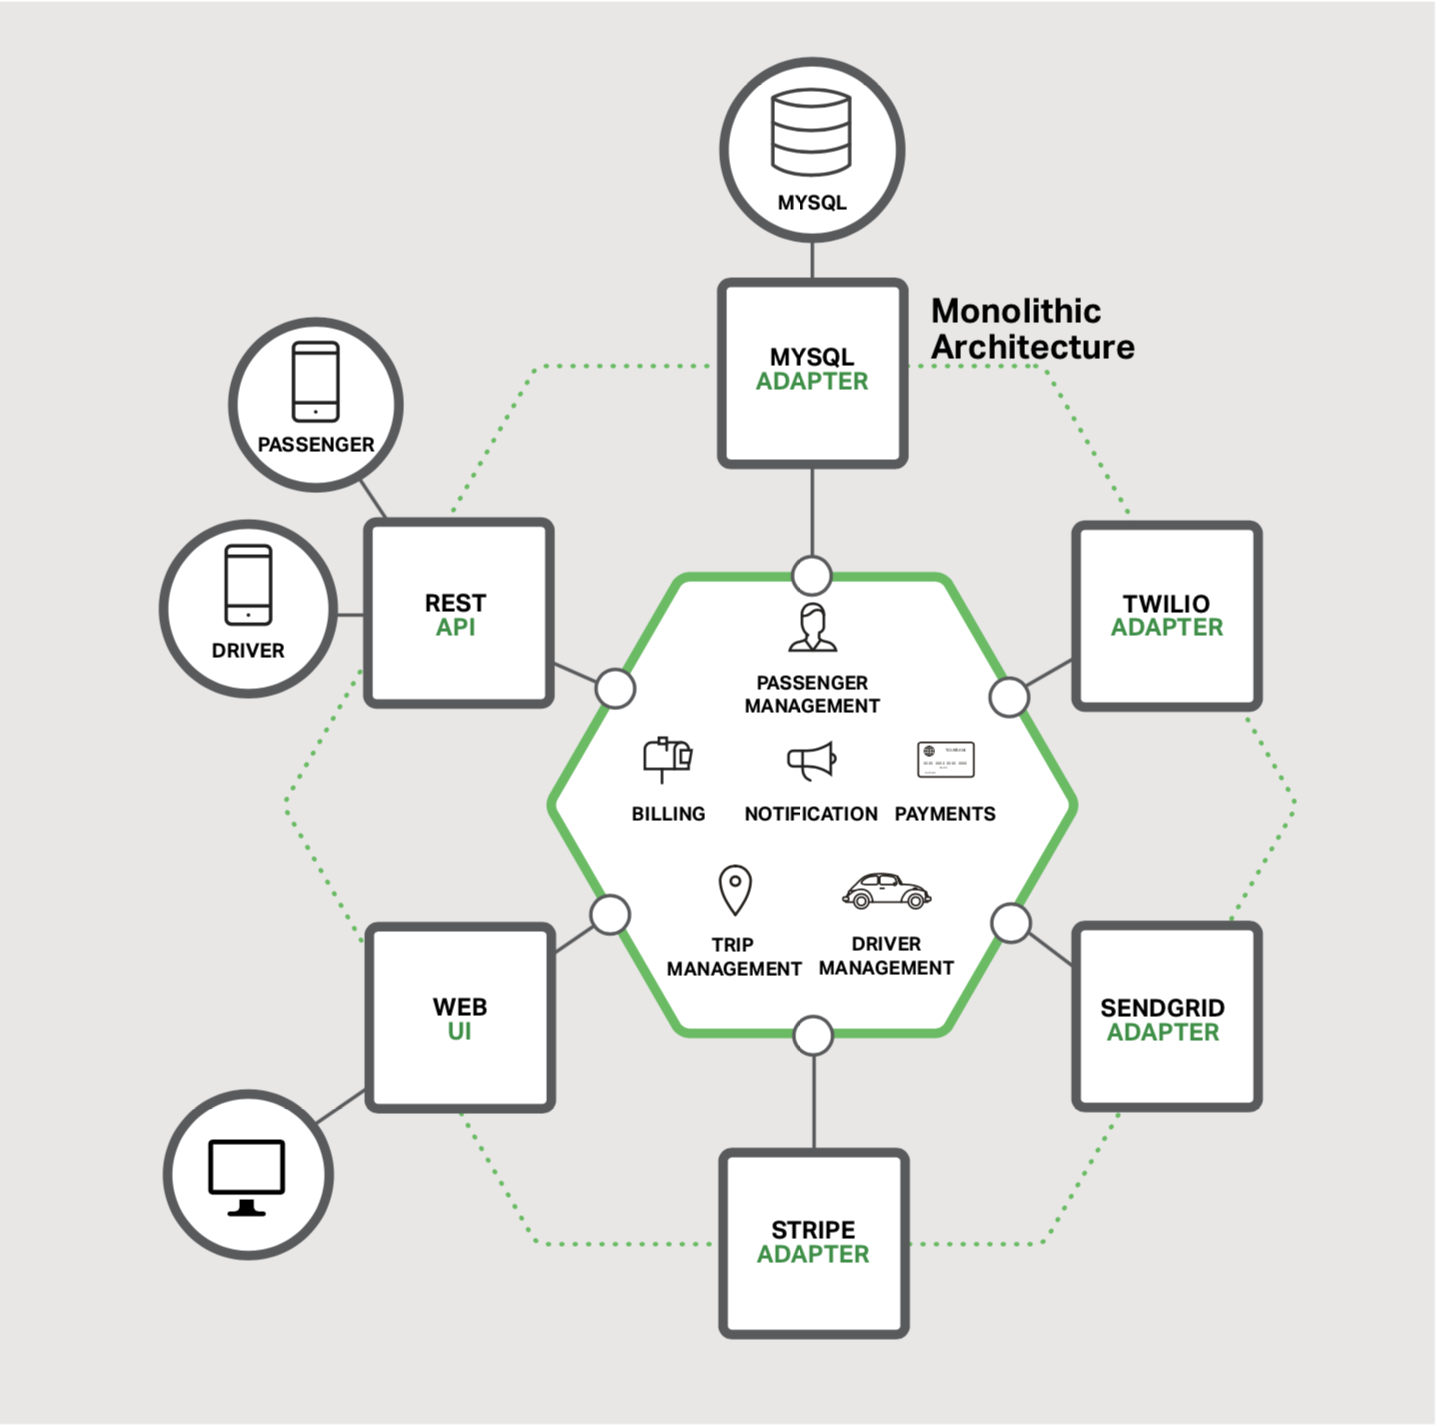 MYSQL
Monolithic
Architecture
MYSQL
ADAPTER
PASSENGER
DRIVER
REST
API
TWILIO
ADAPTER
PASSENGER
MANAGEMENT
BILLING
NOTIFICATION
PAYMENTS
TRIP
MANAGEMENT
DRIVER
MANAGEMENT
WEB
UI
SENDGRID
ADAPTER
STRIPE
ADAPTER